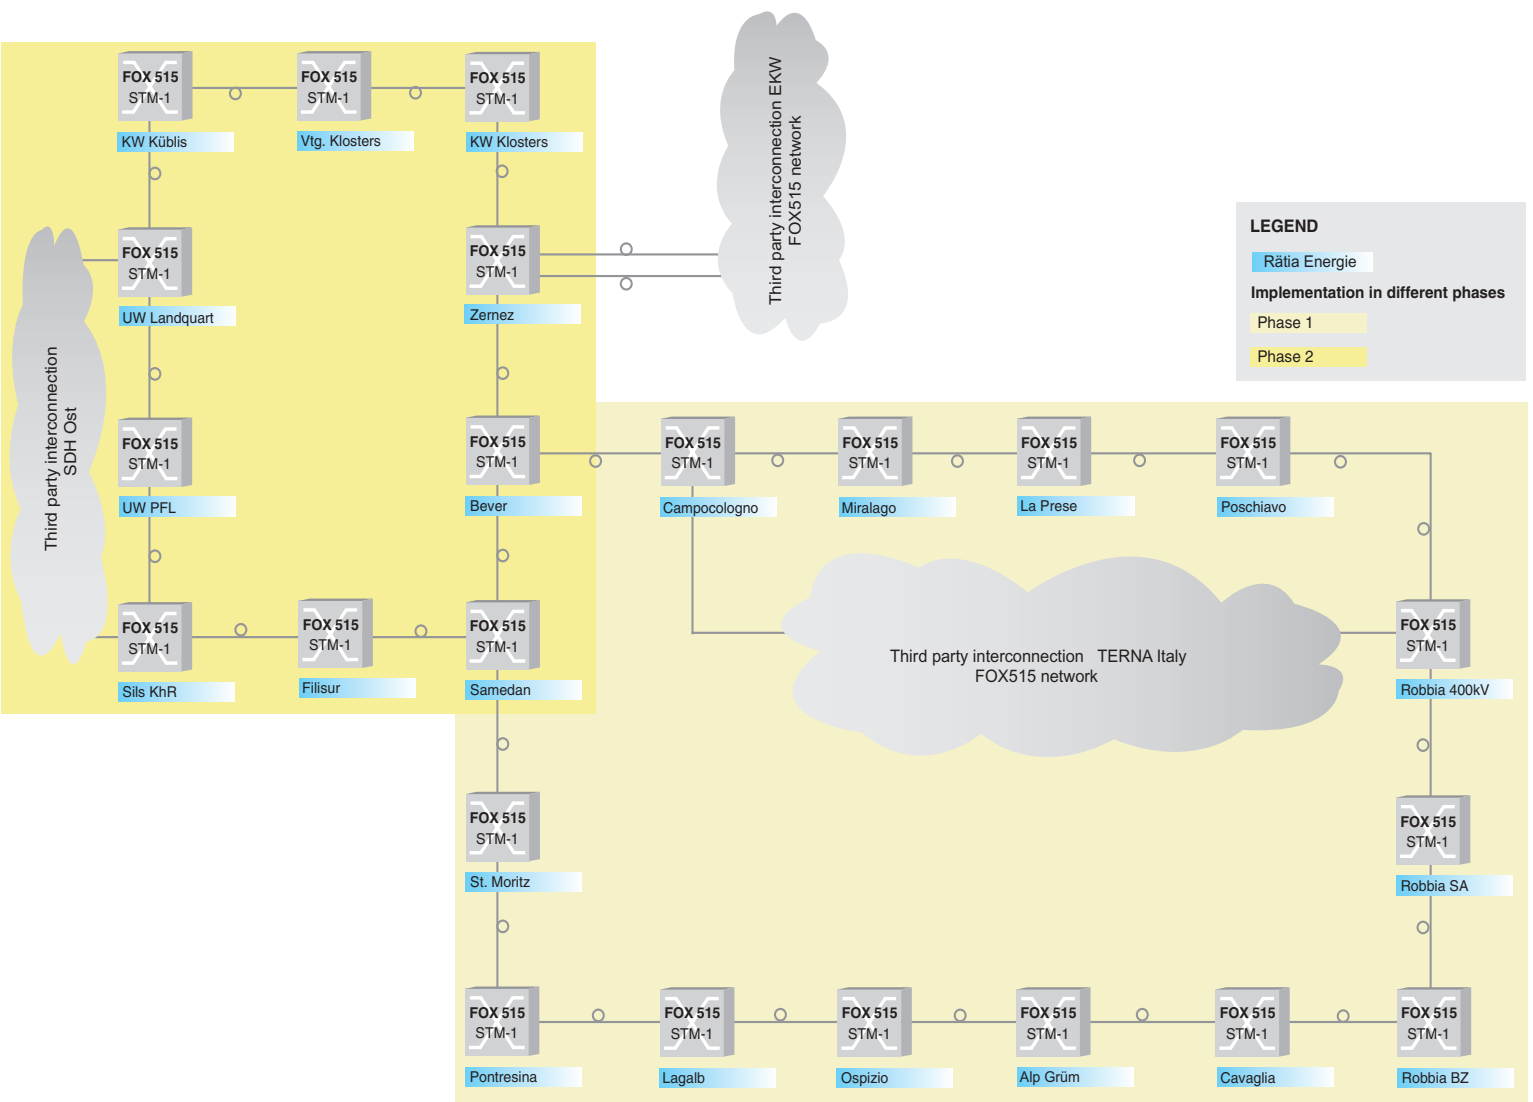 FOX 515
STM-1
KW Küblis
FOX 515
STM-1
Vtg. Klosters
FOX 515
STM-1
KW Klosters
Third party interconnection EKW
FOX515 network
FOX 515
STM-1
UW Landquart
FOX 515
STM-1
Zernez
LEGEND
Rätia Energie
Implementation in different phases
Phase 1
Phase 2
Third party interconnection
SDH Ost
FOX 515
STM-1
UW PFL
FOX 515
STM-1
Bever
FOX 515
STM-1
Campocologno
FOX 515
STM-1
Miralago
FOX 515
STM-1
La Prese
FOX 515
STM-1
Poschiavo
FOX 515
STM-1
Sils KhR
FOX 515
STM-1
Filisur
FOX 515
STM-1
Samedan
Third party interconnection TERNA Italy
FOX515 network
FOX 515
STM-1
Robbia 400kV
FOX 515
STM-1
St. Moritz
FOX 515
STM-1
Robbia SA
FOX 515
STM-1
Pontresina
FOX 515
STM-1
Lagalb
FOX 515
STM-1
Ospizio
FOX 515
STM-1
Alp Grüm
FOX 515
STM-1
Cavaglia
FOX 515
STM-1
Robbia BZ